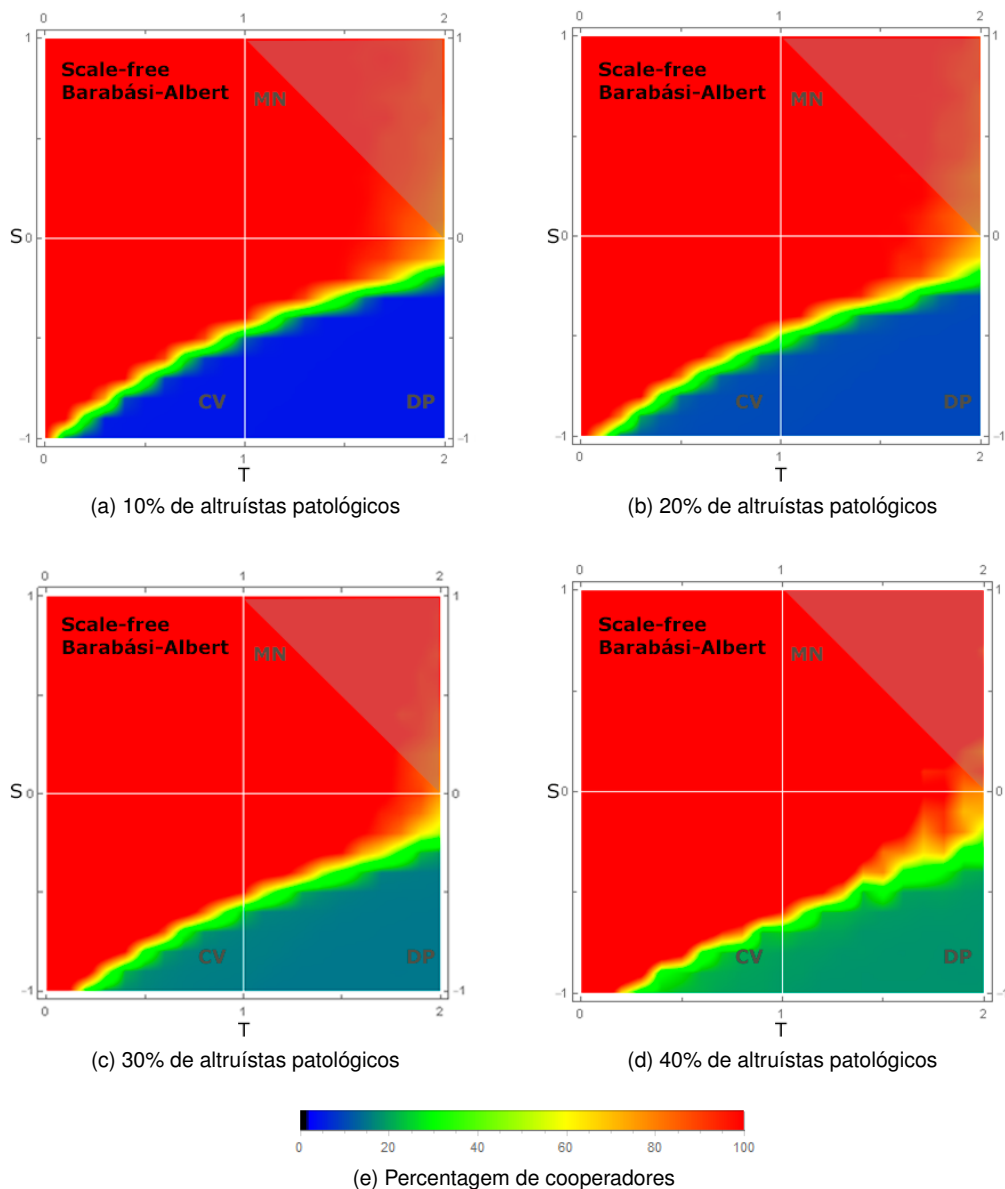 0 1 2
0 1 2
1 1
1 1
Scale-free
Barabási-Albert
MN
Scale-free
Barabási-Albert
MN
S 0 0
S 0 0
CV DP
CV DP
-1 -1
-1 -1
0 1 2
0 1 2
T
T
(a) 10% de altruístas patológicos
(b) 20% de altruístas patológicos
0 1 2
0 1 2
1 1
1 1
Scale-free
Barabási-Albert
MN
Scale-free
Barabási-Albert
MN
S 0 0
S 0 0
CV DP
CV DP
-1 -1
-1 -1
0 1 2
0 1 2
T
T
(c) 30% de altruístas patológicos
(d) 40% de altruístas patológicos
0 20 40 60 80 100
(e) Percentagem de cooperadores